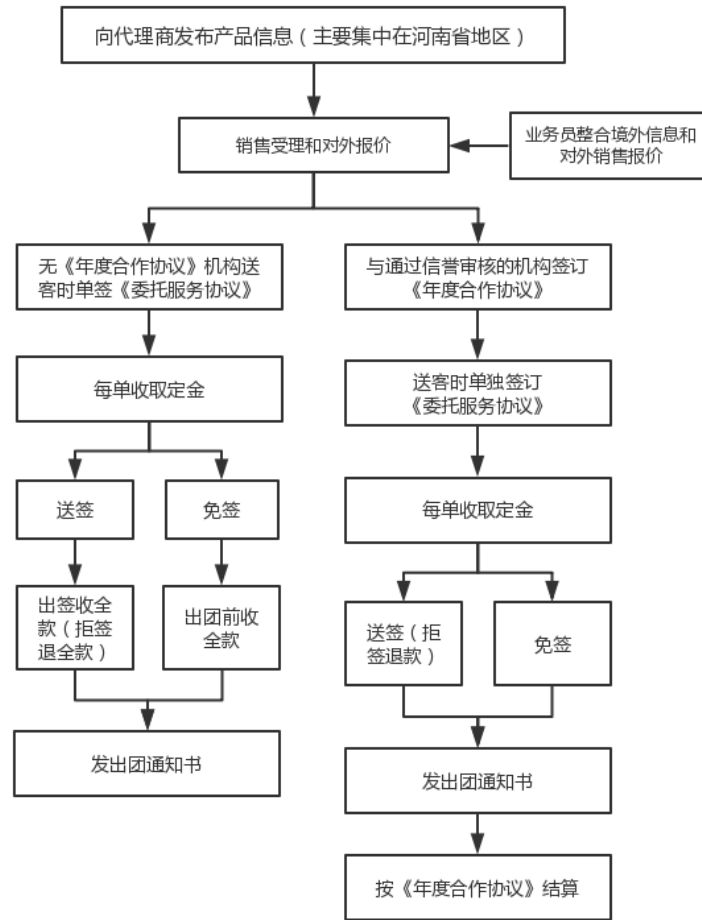 向代理商发布产品信息（主要集中在河南省地区）
销售受理和对外报价
业务员整合境外信息和
对外销售报价
无《年度合作协议》机构送
客时单签《委托服务协议》
与通过信誉审核的机构签订
《年度合作协议》
每单收取定金
送客时单独签订
《委托服务协议》
送签
免签
每单收取定金
出签收全
款（拒签
退全款）
出团前收
全款
送签（拒
签退款）
免签
发出团通知书
发出团通知书
按《年度合作协议》结算